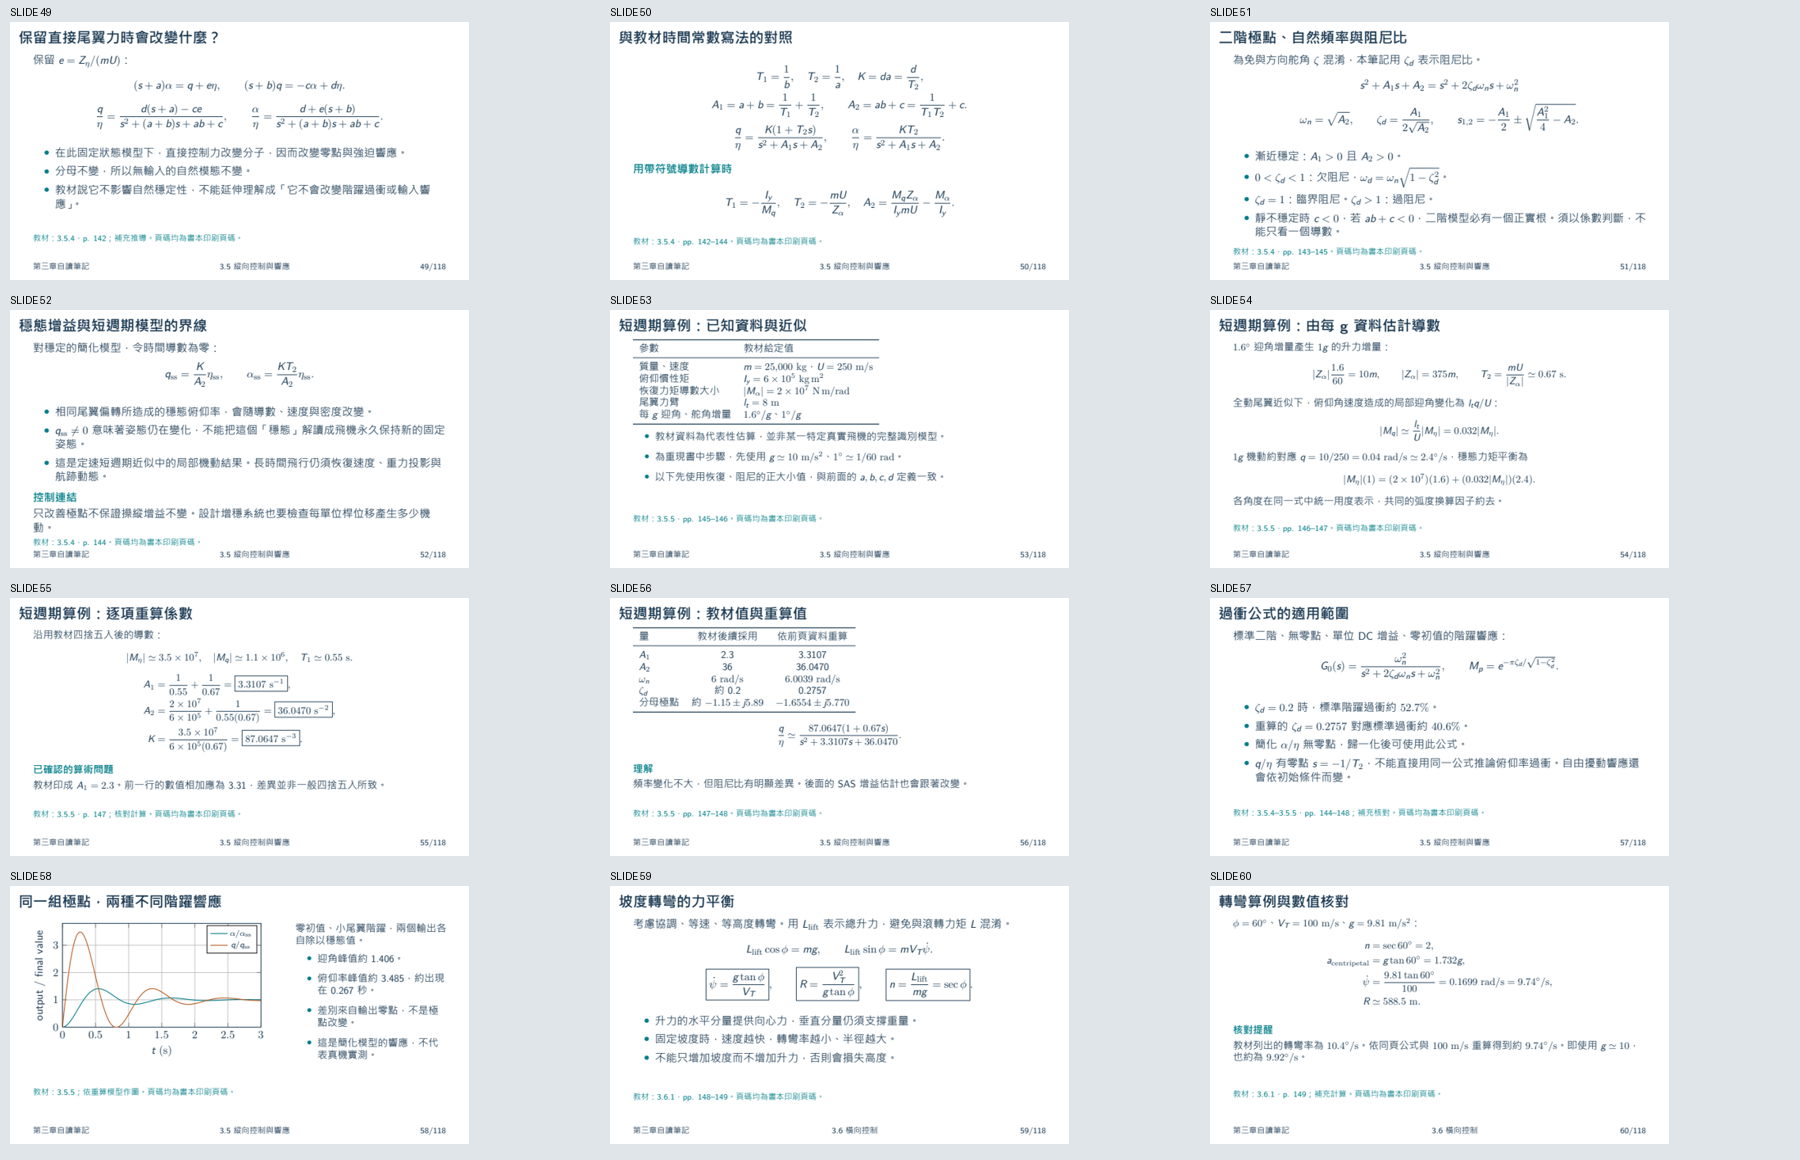 SLIDE 49
保留直接尾翼力時會改變什麼？
保留 e = Zη/(mU)：
(s + a)α = q + eη,  (s + b)q = −cα + dη.
q/η = (d(s + a) − ce)/(s² + (a + b)s + ab + c),  α/η = (d + e(s + b))/(s² + (a + b)s + ab + c).
• 在此固定狀態模型下，直接控制力改變分子，因而改變零點與強迫響應。
• 分母不變，所以無輸入的自然模態不變。
• 教材說它不影響自然穩定性，不能延伸理解成「它不會改變階躍過衝或輸入響
應」。
教材：3.5.4，p. 142；補充推導。頁碼均為書本印刷頁碼。
第三章自讀筆記 3.5 縱向控制與響應 49/118
SLIDE 50
與教材時間常數寫法的對照
T₁ = 1/b,  T₂ = 1/a,  K = da = d/T₂,
A₁ = a + b = 1/T₁ + 1/T₂,  A₂ = ab + c = 1/(T₁T₂) + c.
q/η = K(1 + T₂s)/(s² + A₁s + A₂),  α/η = KT₂/(s² + A₁s + A₂).
用帶符號導數計算時
T₁ = −I_y/M_q,  T₂ = −mU/Z_α,  A₂ = M_qZ_α/(I_y mU) − M_α/I_y.
教材：3.5.4，pp. 142–144。頁碼均為書本印刷頁碼。
第三章自讀筆記 3.5 縱向控制與響應 50/118
SLIDE 51
二階極點、自然頻率與阻尼比
為免與方向舵角 ζ 混淆，本筆記用 ζ_d 表示阻尼比。
s² + A₁s + A₂ = s² + 2ζ_dω_ns + ω_n²
ω_n = √A₂,  ζ_d = A₁/(2√A₂),  s₁,₂ = −A₁/2 ± √(A₁²/4 − A₂).
• 漸近穩定：A₁ > 0 且 A₂ > 0。
• 0 < ζ_d < 1：欠阻尼，ω_d = ω_n√(1 − ζ_d²)。
• ζ_d = 1：臨界阻尼。ζ_d > 1：過阻尼。
• 靜不穩定時 c < 0，若 ab + c < 0，二階模型必有一個正實根。須以係數判斷，不
能只看一個導數。
教材：3.5.4，pp. 143–145。頁碼均為書本印刷頁碼。
第三章自讀筆記 3.5 縱向控制與響應 51/118
SLIDE 52
穩態增益與短週期模型的界線
對穩定的簡化模型，令時間導數為零：
q_ss = (K/A₂)η_ss,  α_ss = (KT₂/A₂)η_ss.
• 相同尾翼偏轉所造成的穩態俯仰率，會隨導數、速度與密度改變。
• q_ss ≠ 0 意味著姿態仍在變化，不能把這個「穩態」解讀成飛機永久保持新的固定
姿態。
• 這是定速短週期近似中的局部機動結果。長時間飛行仍須恢復速度、重力投影與
航跡動態。
控制連結
只改善極點不保證操縱增益不變。設計增穩系統也要檢查每單位桿位移產生多少機
動。
教材：3.5.4，p. 144。頁碼均為書本印刷頁碼。
第三章自讀筆記 3.5 縱向控制與響應 52/118
SLIDE 53
短週期算例：已知資料與近似
參數 教材給定值
質量、速度 m = 25,000 kg，U = 250 m/s
俯仰慣性矩 I_y = 6 × 10⁵ kg m²
恢復力矩導數大小 |M_α| = 2 × 10⁷ N m/rad
尾翼力臂 l_t = 8 m
每 g 迎角、舵角增量 1.6°/g、1°/g
• 教材資料為代表性估算，並非某一特定真實飛機的完整識別模型。
• 為重現書中步驟，先使用 g ≃ 10 m/s²、1° ≃ 1/60 rad。
• 以下先使用恢復、阻尼的正大小值，與前面的 a, b, c, d 定義一致。
教材：3.5.5，pp. 145–146。頁碼均為書本印刷頁碼。
第三章自讀筆記 3.5 縱向控制與響應 53/118
SLIDE 54
短週期算例：由每 g 資料估計導數
1.6° 迎角增量產生 1g 的升力增量：
|Z_α| 1.6/60 = 10m,  |Z_α| = 375m,  T₂ = mU/|Z_α| ≃ 0.67 s.
全動尾翼近似下，俯仰角速度造成的局部迎角變化為 l_tq/U：
|M_q| ≃ (l_t/U)|M_η| = 0.032|M_η|.
1g 機動約對應 q = 10/250 = 0.04 rad/s ≃ 2.4°/s，穩態力矩平衡為
|M_η|(1) = (2 × 10⁷)(1.6) + (0.032|M_η|)(2.4).
各角度在同一式中統一用度表示，共同的弧度換算因子約去。
教材：3.5.5，pp. 146–147。頁碼均為書本印刷頁碼。
第三章自讀筆記 3.5 縱向控制與響應 54/118
SLIDE 55
短週期算例：逐項重算係數
沿用教材四捨五入後的導數：
|M_η| ≃ 3.5 × 10⁷,  |M_q| ≃ 1.1 × 10⁶,  T₁ ≃ 0.55 s.
A₁ = 1/0.55 + 1/0.67 = 3.3107 s⁻¹,
A₂ = (2 × 10⁷)/(6 × 10⁵) + 1/(0.55(0.67)) = 36.0470 s⁻²,
K = (3.5 × 10⁷)/(6 × 10⁵(0.67)) = 87.0647 s⁻³.
已確認的算術問題
教材印成 A₁ = 2.3。前一行的數值相加應為 3.31，差異並非一般四捨五入所致。
教材：3.5.5，p. 147；核對計算。頁碼均為書本印刷頁碼。
第三章自讀筆記 3.5 縱向控制與響應 55/118
SLIDE 56
短週期算例：教材值與重算值
量 教材後續採用 依前頁資料重算
A₁ 2.3 3.3107
A₂ 36 36.0470
ω_n 6 rad/s 6.0039 rad/s
ζ_d 約 0.2 0.2757
分母極點 約 −1.15 ± j5.89 −1.6554 ± j5.770
q/η ≃ 87.0647(1 + 0.67s)/(s² + 3.3107s + 36.0470).
理解
頻率變化不大，但阻尼比有明顯差異。後面的 SAS 增益估計也會跟著改變。
教材：3.5.5，pp. 147–148。頁碼均為書本印刷頁碼。
第三章自讀筆記 3.5 縱向控制與響應 56/118
SLIDE 57
過衝公式的適用範圍
標準二階、無零點、單位 DC 增益、零初值的階躍響應：
G₀(s) = ω_n²/(s² + 2ζ_dω_ns + ω_n²),  M_p = e^(−πζ_d/√(1−ζ_d²)).
• ζ_d = 0.2 時，標準階躍過衝約 52.7%。
• 重算的 ζ_d = 0.2757 對應標準過衝約 40.6%。
• 簡化 α/η 無零點，歸一化後可使用此公式。
• q/η 有零點 s = −1/T₂，不能直接用同一公式推論俯仰率過衝。自由擾動響應還
會依初始條件而變。
教材：3.5.4–3.5.5，pp. 144–148；補充核對。頁碼均為書本印刷頁碼。
第三章自讀筆記 3.5 縱向控制與響應 57/118
SLIDE 58
同一組極點，兩種不同階躍響應
output / final value
3
2
1
0
0 0.5 1 1.5 2 2.5 3
t (s)
α/α_ss
q/q_ss
零初值、小尾翼階躍，兩個輸出各
自除以穩態值。
• 迎角峰值約 1.406。
• 俯仰率峰值約 3.485，約出現
在 0.267 秒。
• 差別來自輸出零點，不是極
點改變。
• 這是簡化模型的響應，不代
表真機實測。
教材：3.5.5；依重算模型作圖。頁碼均為書本印刷頁碼。
第三章自讀筆記 3.5 縱向控制與響應 58/118
SLIDE 59
坡度轉彎的力平衡
考慮協調、等速、等高度轉彎。用 L_lift 表示總升力，避免與滾轉力矩 L 混淆。
L_lift cos ϕ = mg,  L_lift sin ϕ = mV_Tψ̇.
ψ̇ = g tan ϕ/V_T,  R = V_T²/(g tan ϕ),  n = L_lift/(mg) = sec ϕ.
• 升力的水平分量提供向心力，垂直分量仍須支撐重量。
• 固定坡度時，速度越快，轉彎率越小、半徑越大。
• 不能只增加坡度而不增加升力，否則會損失高度。
教材：3.6.1，pp. 148–149。頁碼均為書本印刷頁碼。
第三章自讀筆記 3.6 橫向控制 59/118
SLIDE 60
轉彎算例與數值核對
ϕ = 60°、V_T = 100 m/s、g = 9.81 m/s²：
n = sec 60° = 2,
a_centripetal = g tan 60° = 1.732g,
ψ̇ = 9.81 tan 60°/100 = 0.1699 rad/s = 9.74°/s,
R ≃ 588.5 m.
核對提醒
教材列出的轉彎率為 10.4°/s。依同頁公式與 100 m/s 重算得到約 9.74°/s。即使用 g ≃ 10，
也約為 9.92°/s。
教材：3.6.1，p. 149；補充計算。頁碼均為書本印刷頁碼。
第三章自讀筆記 3.6 橫向控制 60/118